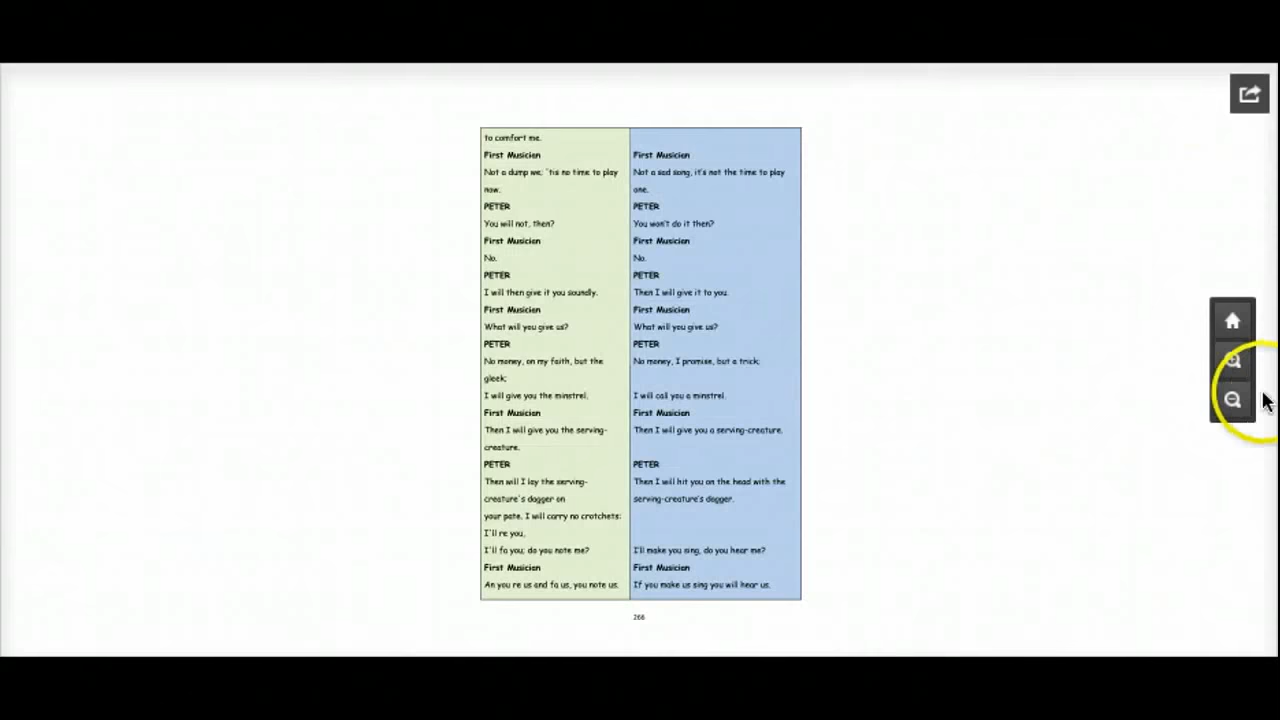 to comfort me.
First Musician
Not a dump we; 'tis no time to play
now.
PETER
You will not, then?
First Musician
No.
PETER
I will then give it you soundly.
First Musician
What will you give us?
PETER
No money, on my faith, but the
gleek;
I will give you the minstrel.
First Musician
Then I will give you the serving-
creature.
PETER
Then will I lay the serving-
creature's dagger on
your pate. I will carry no crotchets:
I'll re you,
I'll fa you; do you note me?
First Musician
An you re us and fa us, you note us.
First Musician
Not a sad song, it's not the time to play
one.
PETER
You won't do it then?
First Musician
No.
PETER
Then I will give it to you.
First Musician
What will you give us?
PETER
No money, I promise, but a trick;
I will call you a minstrel.
First Musician
Then I will give you a serving-creature.
PETER
Then I will hit you on the head with the
serving-creature's dagger.
I'll make you sing, do you hear me?
First Musician
If you make us sing you will hear us.
266